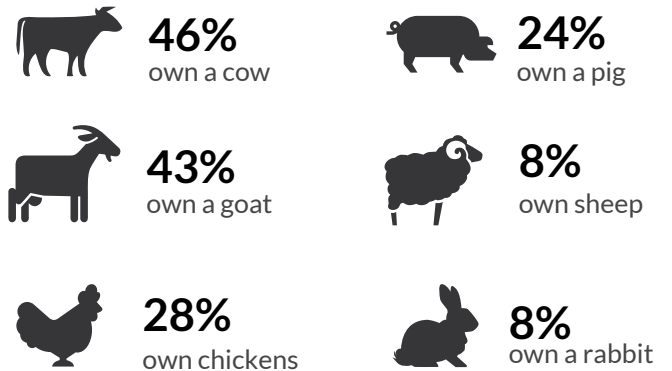 46%
own a cow
24%
own a pig
43%
own a goat
8%
own sheep
28%
own chickens
8%
own a rabbit